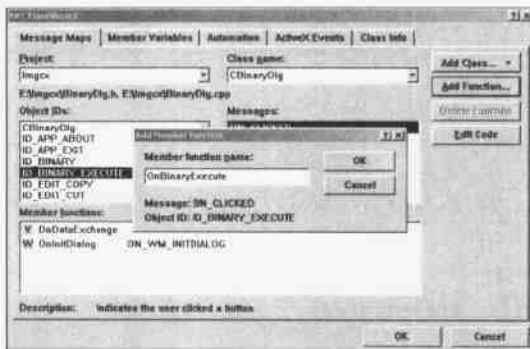 MFC ClassWizard
Message Maps | Member Variables | Automation | ActiveX Events | Class Info
Project:
Imgcx
Class name:
CBinaryDlg
Add Class...
Add Function...
E:\Imgcx\BinaryDlg.h, E:\Imgcx\BinaryDlg.cpp
Delete Function
Object IDs:
Messages:
Edit Code
CBinaryDlg
ID_APP_ABOUT
ID_APP_EXIT
ID_BINARY
ID_BINARY_EXECUTE
ID_EDIT_COPY
ID_EDIT_CUT
Add Member Function
Member function name:
OnBinaryExecute
OK
Cancel
Message: BN_CLICKED
Object ID: ID_BINARY_EXECUTE
Member functions:
V DoDataExchange
W OnInitDialog ON_WM_INITDIALOG
Description: Indicates the user clicked a button
OK
Cancel